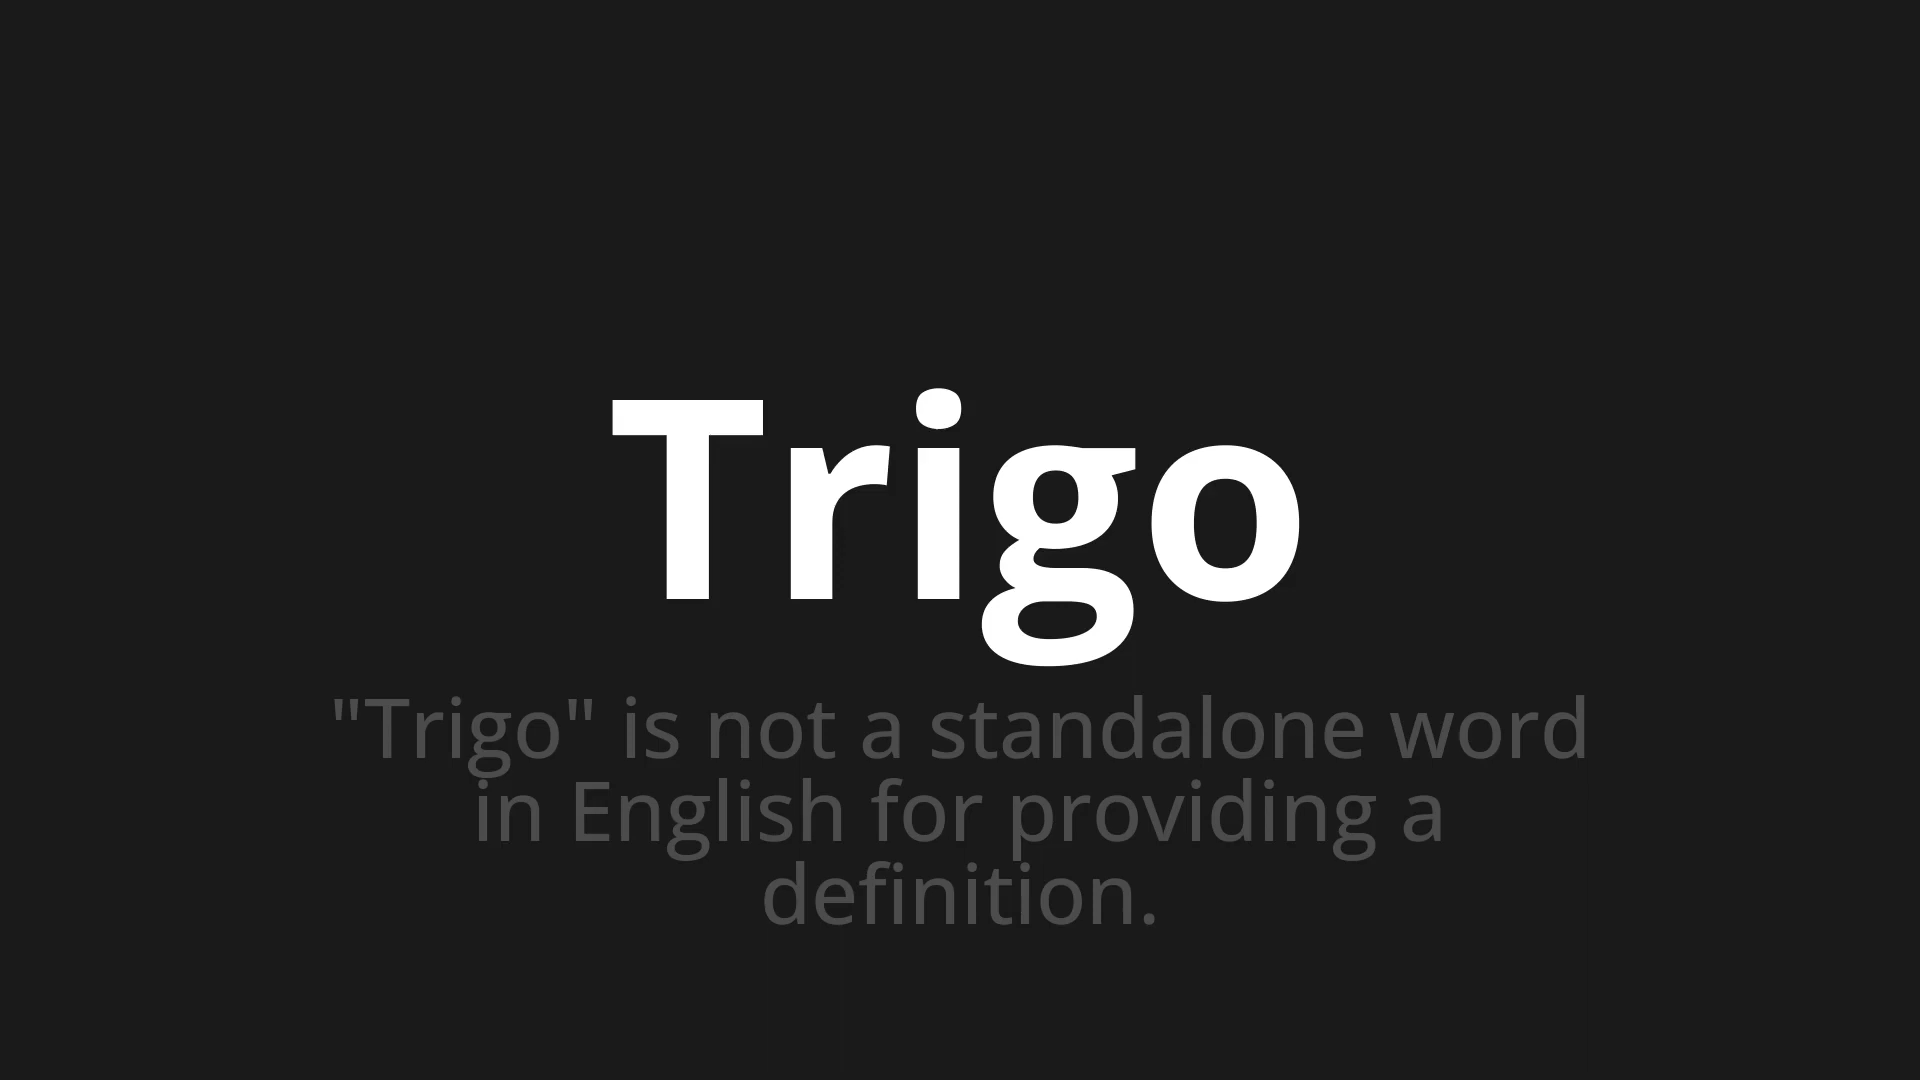 Trigo
"Trigo" is not a standalone word
in English for providing a
definition.